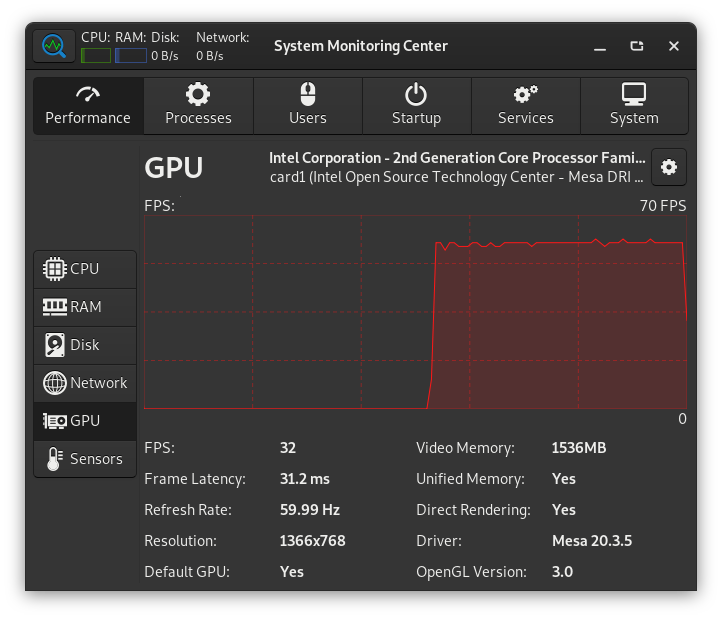 CPU: RAM: Disk: Network:
0 B/s 0 B/s
System Monitoring Center
Performance Processes Users Startup Services System
GPU
Intel Corporation - 2nd Generation Core Processor Fami...
card1 (Intel Open Source Technology Center - Mesa DRI ...
FPS: 70 FPS
CPU
RAM
Disk
Network
GPU
Sensors
0
FPS: 32 Video Memory: 1536MB
Frame Latency: 31.2 ms Unified Memory: Yes
Refresh Rate: 59.99 Hz Direct Rendering: Yes
Resolution: 1366x768 Driver: Mesa 20.3.5
Default GPU: Yes OpenGL Version: 3.0